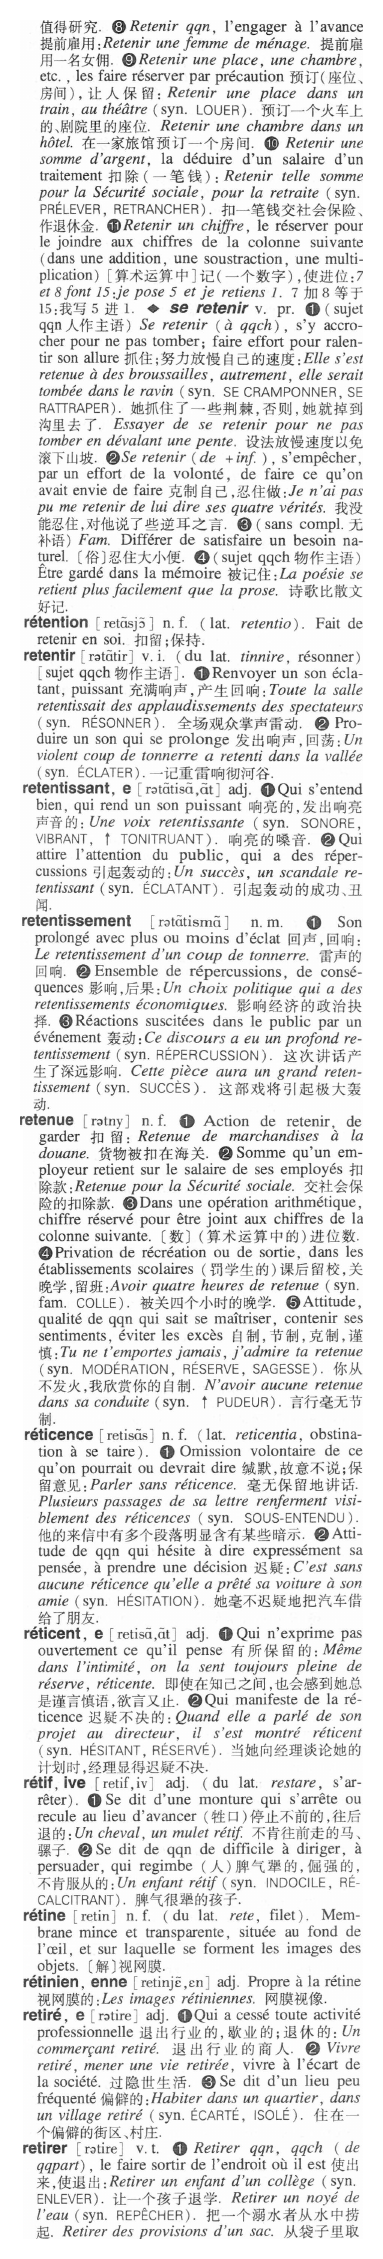 值得研究. ❽ Retenir qqn, l'engager à l'avance
提前雇用:Retenir une femme de ménage. 提前雇
用一名女佣. ❾ Retenir une place, une chambre,
etc., les faire réserver par précaution 预订(座位、
房间), 让人保留: Retenir une place dans un
train, au théâtre (syn. LOUER). 预订一个火车上
的、剧院里的座位. Retenir une chambre dans un
hôtel. 在一家旅馆预订一个房间. ❿ Retenir une
somme d'argent, la déduire d'un salaire d'un
traitement 扣除(一笔钱): Retenir telle somme
pour la Sécurité sociale, pour la retraite (syn.
PRÉLEVER, RETRANCHER). 扣一笔钱交社会保险、
作退休金. ⓫ Retenir un chiffre, le réserver pour
le joindre aux chiffres de la colonne suivante
(dans une addition, une soustraction, une multi-
plication) [算术运算中]记(一个数字),使进位:7
et 8 font 15:je pose 5 et je retiens 1. 7 加 8 等于
15:我写 5 进 1. ◆ se retenir v. pr. ❶ (sujet
qqn 人作主语) Se retenir (à qqch), s'y accro-
cher pour ne pas tomber; faire effort pour ralen-
tir son allure 抓住;努力放慢自己的速度:Elle s'est
retenue à des broussailles, autrement, elle serait
tombée dans le ravin (syn. SE CRAMPONNER, SE
RATTRAPER). 她抓住了一些荆棘,否则,她就掉到
沟里去了. Essayer de se retenir pour ne pas
tomber en dévalant une pente. 设法放慢速度以免
滚下山坡. ❷ Se retenir (de +inf.), s'empêcher,
par un effort de la volonté, de faire ce qu'on
avait envie de faire 克制自己,忍住做:Je n'ai pas
pu me retenir de lui dire ses quatre vérités. 我没
能忍住,对他说了些逆耳之言. ❸ (sans compl. 无
补语) Fam. Différer de satisfaire un besoin na-
turel. [俗]忍住大小便. ❹ (sujet qqch 物作主语)
Être gardé dans la mémoire 被记住:La poésie se
retient plus facilement que la prose. 诗歌比散文
好记.
rétention [retɑ̃sjɔ̃] n. f. (lat. retentio). Fait de
retenir en soi. 扣留;保持.
retentir [rətɑ̃tir] v. i. (du lat. tinnire, résonner)
[sujet qqch 物作主语]. ❶ Renvoyer un son écla-
tant, puissant 充满响声,产生回响:Toute la salle
retentissait des applaudissements des spectateurs
(syn. RÉSONNER). 全场观众掌声雷动. ❷ Pro-
duire un son qui se prolonge 发出响声,回荡:Un
violent coup de tonnerre a retenti dans la vallée
(syn. ÉCLATER). 一记重雷响彻河谷.
retentissant, e [rətɑ̃tisɑ̃,ɑ̃t] adj. ❶ Qui s'entend
bien, qui rend un son puissant 响亮的,发出响亮
声音的: Une voix retentissante (syn. SONORE,
VIBRANT, ↑ TONITRUANT). 响亮的嗓音. ❷ Qui
attire l'attention du public, qui a des réper-
cussions 引起轰动的:Un succès, un scandale re-
tentissant (syn. ÉCLATANT). 引起轰动的成功、丑
闻.
retentissement [rətɑ̃tismɑ̃] n. m. ❶ Son
prolongé avec plus ou moins d'éclat 回声,回响:
Le retentissement d'un coup de tonnerre. 雷声的
回响. ❷ Ensemble de répercussions, de consé-
quences 影响,后果:Un choix politique qui a des
retentissements économiques. 影响经济的政治抉
择. ❸ Réactions suscitées dans le public par un
événement 轰动:Ce discours a eu un profond re-
tentissement (syn. RÉPERCUSSION). 这次讲话产
生了深远影响. Cette pièce aura un grand reten-
tissement (syn. SUCCÈS). 这部戏将引起极大轰
动.
retenue [rətny] n. f. ❶ Action de retenir, de
garder 扣留: Retenue de marchandises à la
douane. 货物被扣在海关. ❷ Somme qu'un em-
ployeur retient sur le salaire de ses employés 扣
除款:Retenue pour la Sécurité sociale. 交社会保
险的扣除款. ❸ Dans une opération arithmétique,
chiffre réservé pour être joint aux chiffres de la
colonne suivante. [数] (算术运算中的)进位数.
❹ Privation de récréation ou de sortie, dans les
établissements scolaires (罚学生的)课后留校,关
晚学,留班:Avoir quatre heures de retenue (syn.
fam. COLLE). 被关四个小时的晚学. ❺ Attitude,
qualité de qqn qui sait se maîtriser, contenir ses
sentiments, éviter les excès 自制,节制,克制,谨
慎:Tu ne t'emportes jamais, j'admire ta retenue
(syn. MODÉRATION, RÉSERVE, SAGESSE). 你从
不发火,我欣赏你的自制. N'avoir aucune retenue
dans sa conduite (syn. ↑ PUDEUR). 言行毫无节
制.
réticence [retisɑ̃s] n. f. (lat. reticentia, obstina-
tion à se taire). ❶ Omission volontaire de ce
qu'on pourrait ou devrait dire 缄默,故意不说;保
留意见:Parler sans réticence. 毫无保留地讲话.
Plusieurs passages de sa lettre renferment visi-
blement des réticences (syn. SOUS-ENTENDU).
他的来信中有多个段落明显含有某些暗示. ❷ Atti-
tude de qqn qui hésite à dire expressément sa
pensée, à prendre une décision 迟疑:C'est sans
aucune réticence qu'elle a prêté sa voiture à son
amie (syn. HÉSITATION). 她毫不迟疑地把汽车借
给了朋友.
réticent, e [retisɑ̃,ɑ̃t] adj. ❶ Qui n'exprime pas
ouvertement ce qu'il pense 有所保留的: Même
dans l'intimité, on la sent toujours pleine de
réserve, réticente. 即使在知己之间,也会感到她总
是谨言慎语,欲言又止. ❷ Qui manifeste de la ré-
ticence 迟疑不决的:Quand elle a parlé de son
projet au directeur, il s'est montré réticent
(syn. HÉSITANT, RÉSERVÉ). 当她向经理谈论她的
计划时,经理显得迟疑不决.
rétif, ive [retif,iv] adj. (du lat. restare, s'ar-
rêter). ❶ Se dit d'une monture qui s'arrête ou
recule au lieu d'avancer (牲口)停止不前的,往后
退的:Un cheval, un mulet rétif. 不肯往前走的马、
骡子. ❷ Se dit de qqn de difficile à diriger, à
persuader, qui regimbe (人)脾气犟的,倔强的,
不肯服从的:Un enfant rétif (syn. INDOCILE, RÉ-
CALCITRANT). 脾气很犟的孩子.
rétine [retin] n. f. (du lat. rete, filet). Mem-
brane mince et transparente, située au fond de
l'œil, et sur laquelle se forment les images des
objets. [解]视网膜.
rétinien, enne [retinjɛ̃,ɛn] adj. Propre à la rétine
视网膜的:Les images rétiniennes. 网膜视像.
retiré, e [rətire] adj. ❶ Qui a cessé toute activité
professionnelle 退出行业的,歇业的;退休的: Un
commerçant retiré. 退出行业的商人. ❷ Vivre
retiré, mener une vie retirée, vivre à l'écart de
la société. 过隐世生活. ❸ Se dit d'un lieu peu
fréquenté 偏僻的:Habiter dans un quartier, dans
un village retiré (syn. ÉCARTÉ, ISOLÉ). 住在一
个偏僻的街区、村庄.
retirer [rətire] v. t. ❶ Retirer qqn, qqch (de
qqpart), le faire sortir de l'endroit où il est 使出
来,使退出:Retirer un enfant d'un collège (syn.
ENLEVER). 让一个孩子退学. Retirer un noyé de
l'eau (syn. REPÊCHER). 把一个溺水者从水中捞
起. Retirer des provisions d'un sac. 从袋子里取